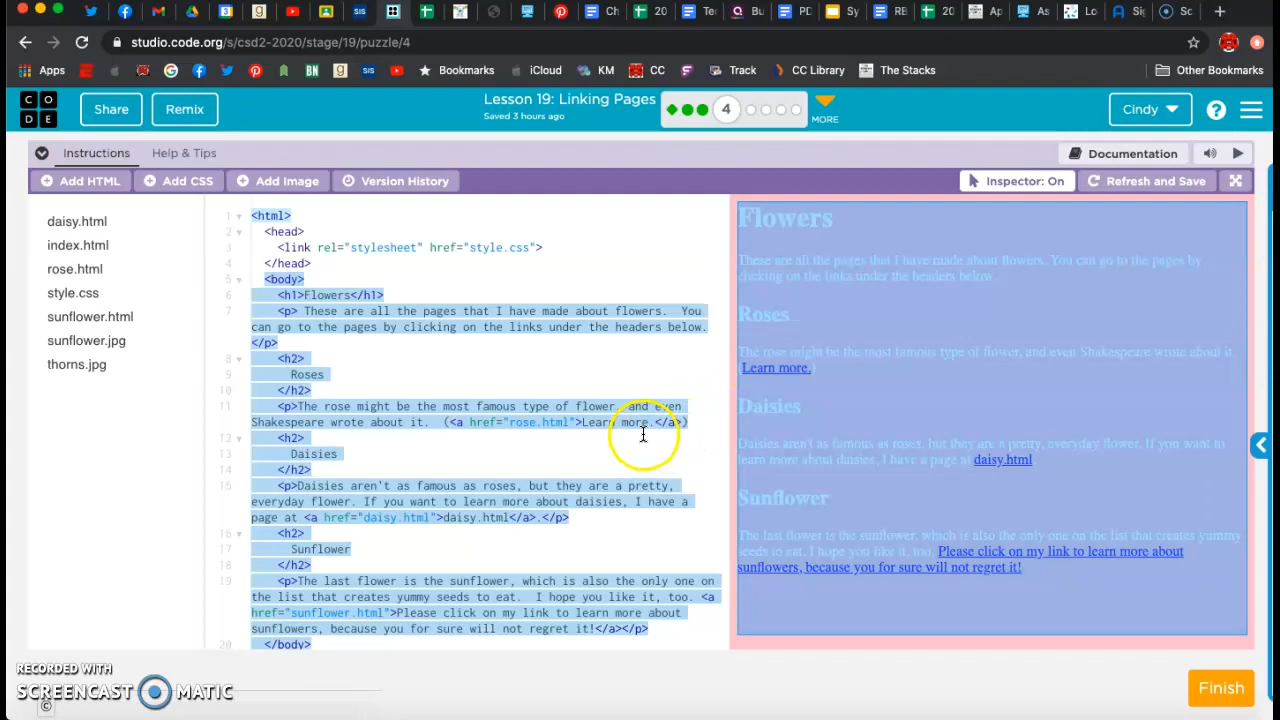 Ch
20
Te
Bu
PD
Sy
RE
20
Ap
As
Lo
Sig
Sc
studio.code.org/s/csd2-2020/stage/19/puzzle/4
Apps
Bookmarks
iCloud
KM
CC
Track
CC Library
The Stacks
Other Bookmarks
CODE
Share
Remix
Lesson 19: Linking Pages
Saved 3 hours ago
4
MORE
Cindy
Instructions
Help & Tips
Documentation
Add HTML
Add CSS
Add Image
Version History
Inspector: On
Refresh and Save
daisy.html
index.html
rose.html
style.css
sunflower.html
sunflower.jpg
thorns.jpg
1 <html>
2 <head>
3 <link rel="stylesheet" href="style.css">
4 </head>
5 <body>
6 <h1>Flowers</h1>
7 <p> These are all the pages that I have made about flowers.  You
can go to the pages by clicking on the links under the headers below.
</p>
8 <h2>
9 Roses
10 </h2>
11 <p>The rose might be the most famous type of flower, and even
Shakespeare wrote about it.  (<a href="rose.html">Learn more.</a>)
12 <h2>
13 Daisies
14 </h2>
15 <p>Daisies aren't as famous as roses, but they are a pretty,
everyday flower. If you want to learn more about daisies, I have a
page at <a href="daisy.html">daisy.html</a>.</p>
16 <h2>
17 Sunflower
18 </h2>
19 <p>The last flower is the sunflower, which is also the only one on
the list that creates yummy seeds to eat.  I hope you like it, too. <a
href="sunflower.html">Please click on my link to learn more about
sunflowers, because you for sure will not regret it!</a></p>
20 </body>
Flowers
These are all the pages that I have made about flowers. You can go to the pages by
clicking on the links under the headers below.
Roses
The rose might be the most famous type of flower, and even Shakespeare wrote about it.
(Learn more.)
Daisies
Daisies aren't as famous as roses, but they are a pretty, everyday flower. If you want to
learn more about daisies, I have a page at daisy.html.
Sunflower
The last flower is the sunflower, which is also the only one on the list that creates yummy
seeds to eat. I hope you like it, too. Please click on my link to learn more about
sunflowers, because you for sure will not regret it!
Finish
RECORDED WITH
SCREENCAST MATIC
©